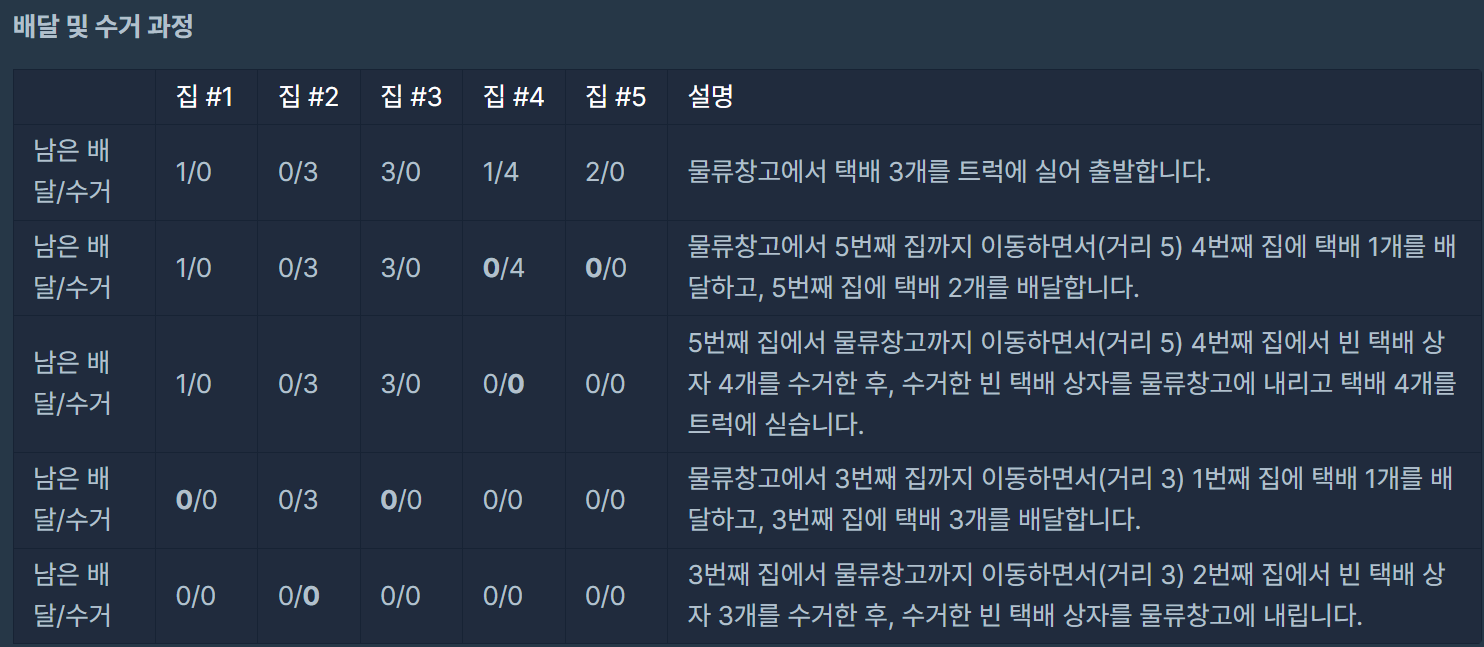 배달 및 수거 과정
집 #1 집 #2 집 #3 집 #4 집 #5 설명
남은 배
달/수거
1/0 0/3 3/0 1/4 2/0 물류창고에서 택배 3개를 트럭에 실어 출발합니다.
남은 배
달/수거
1/0 0/3 3/0 0/4 0/0
물류창고에서 5번째 집까지 이동하면서(거리 5) 4번째 집에 택배 1개를 배
달하고, 5번째 집에 택배 2개를 배달합니다.
남은 배
달/수거
1/0 0/3 3/0 0/0 0/0
5번째 집에서 물류창고까지 이동하면서(거리 5) 4번째 집에서 빈 택배 상
자 4개를 수거한 후, 수거한 빈 택배 상자를 물류창고에 내리고 택배 4개를
트럭에 싣습니다.
남은 배
달/수거
0/0 0/3 0/0 0/0 0/0
물류창고에서 3번째 집까지 이동하면서(거리 3) 1번째 집에 택배 1개를 배
달하고, 3번째 집에 택배 3개를 배달합니다.
남은 배
달/수거
0/0 0/0 0/0 0/0 0/0
3번째 집에서 물류창고까지 이동하면서(거리 3) 2번째 집에서 빈 택배 상
자 3개를 수거한 후, 수거한 빈 택배 상자를 물류창고에 내립니다.